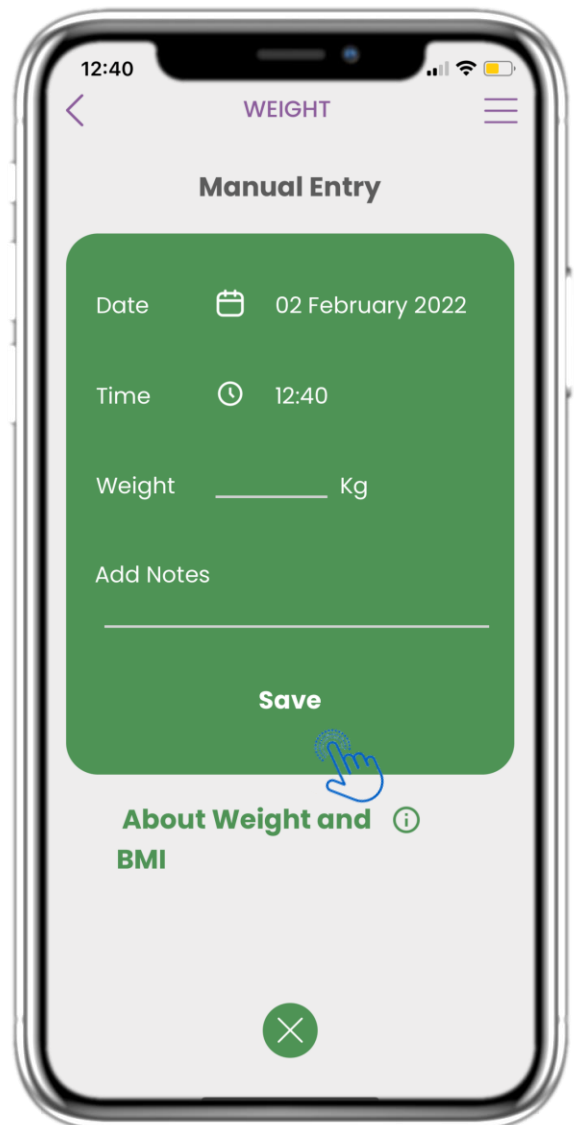 12:40
WEIGHT
Manual Entry
Date 02 February 2022
Time 12:40
Weight ________ Kg
Add Notes
Save
About Weight and
BMI